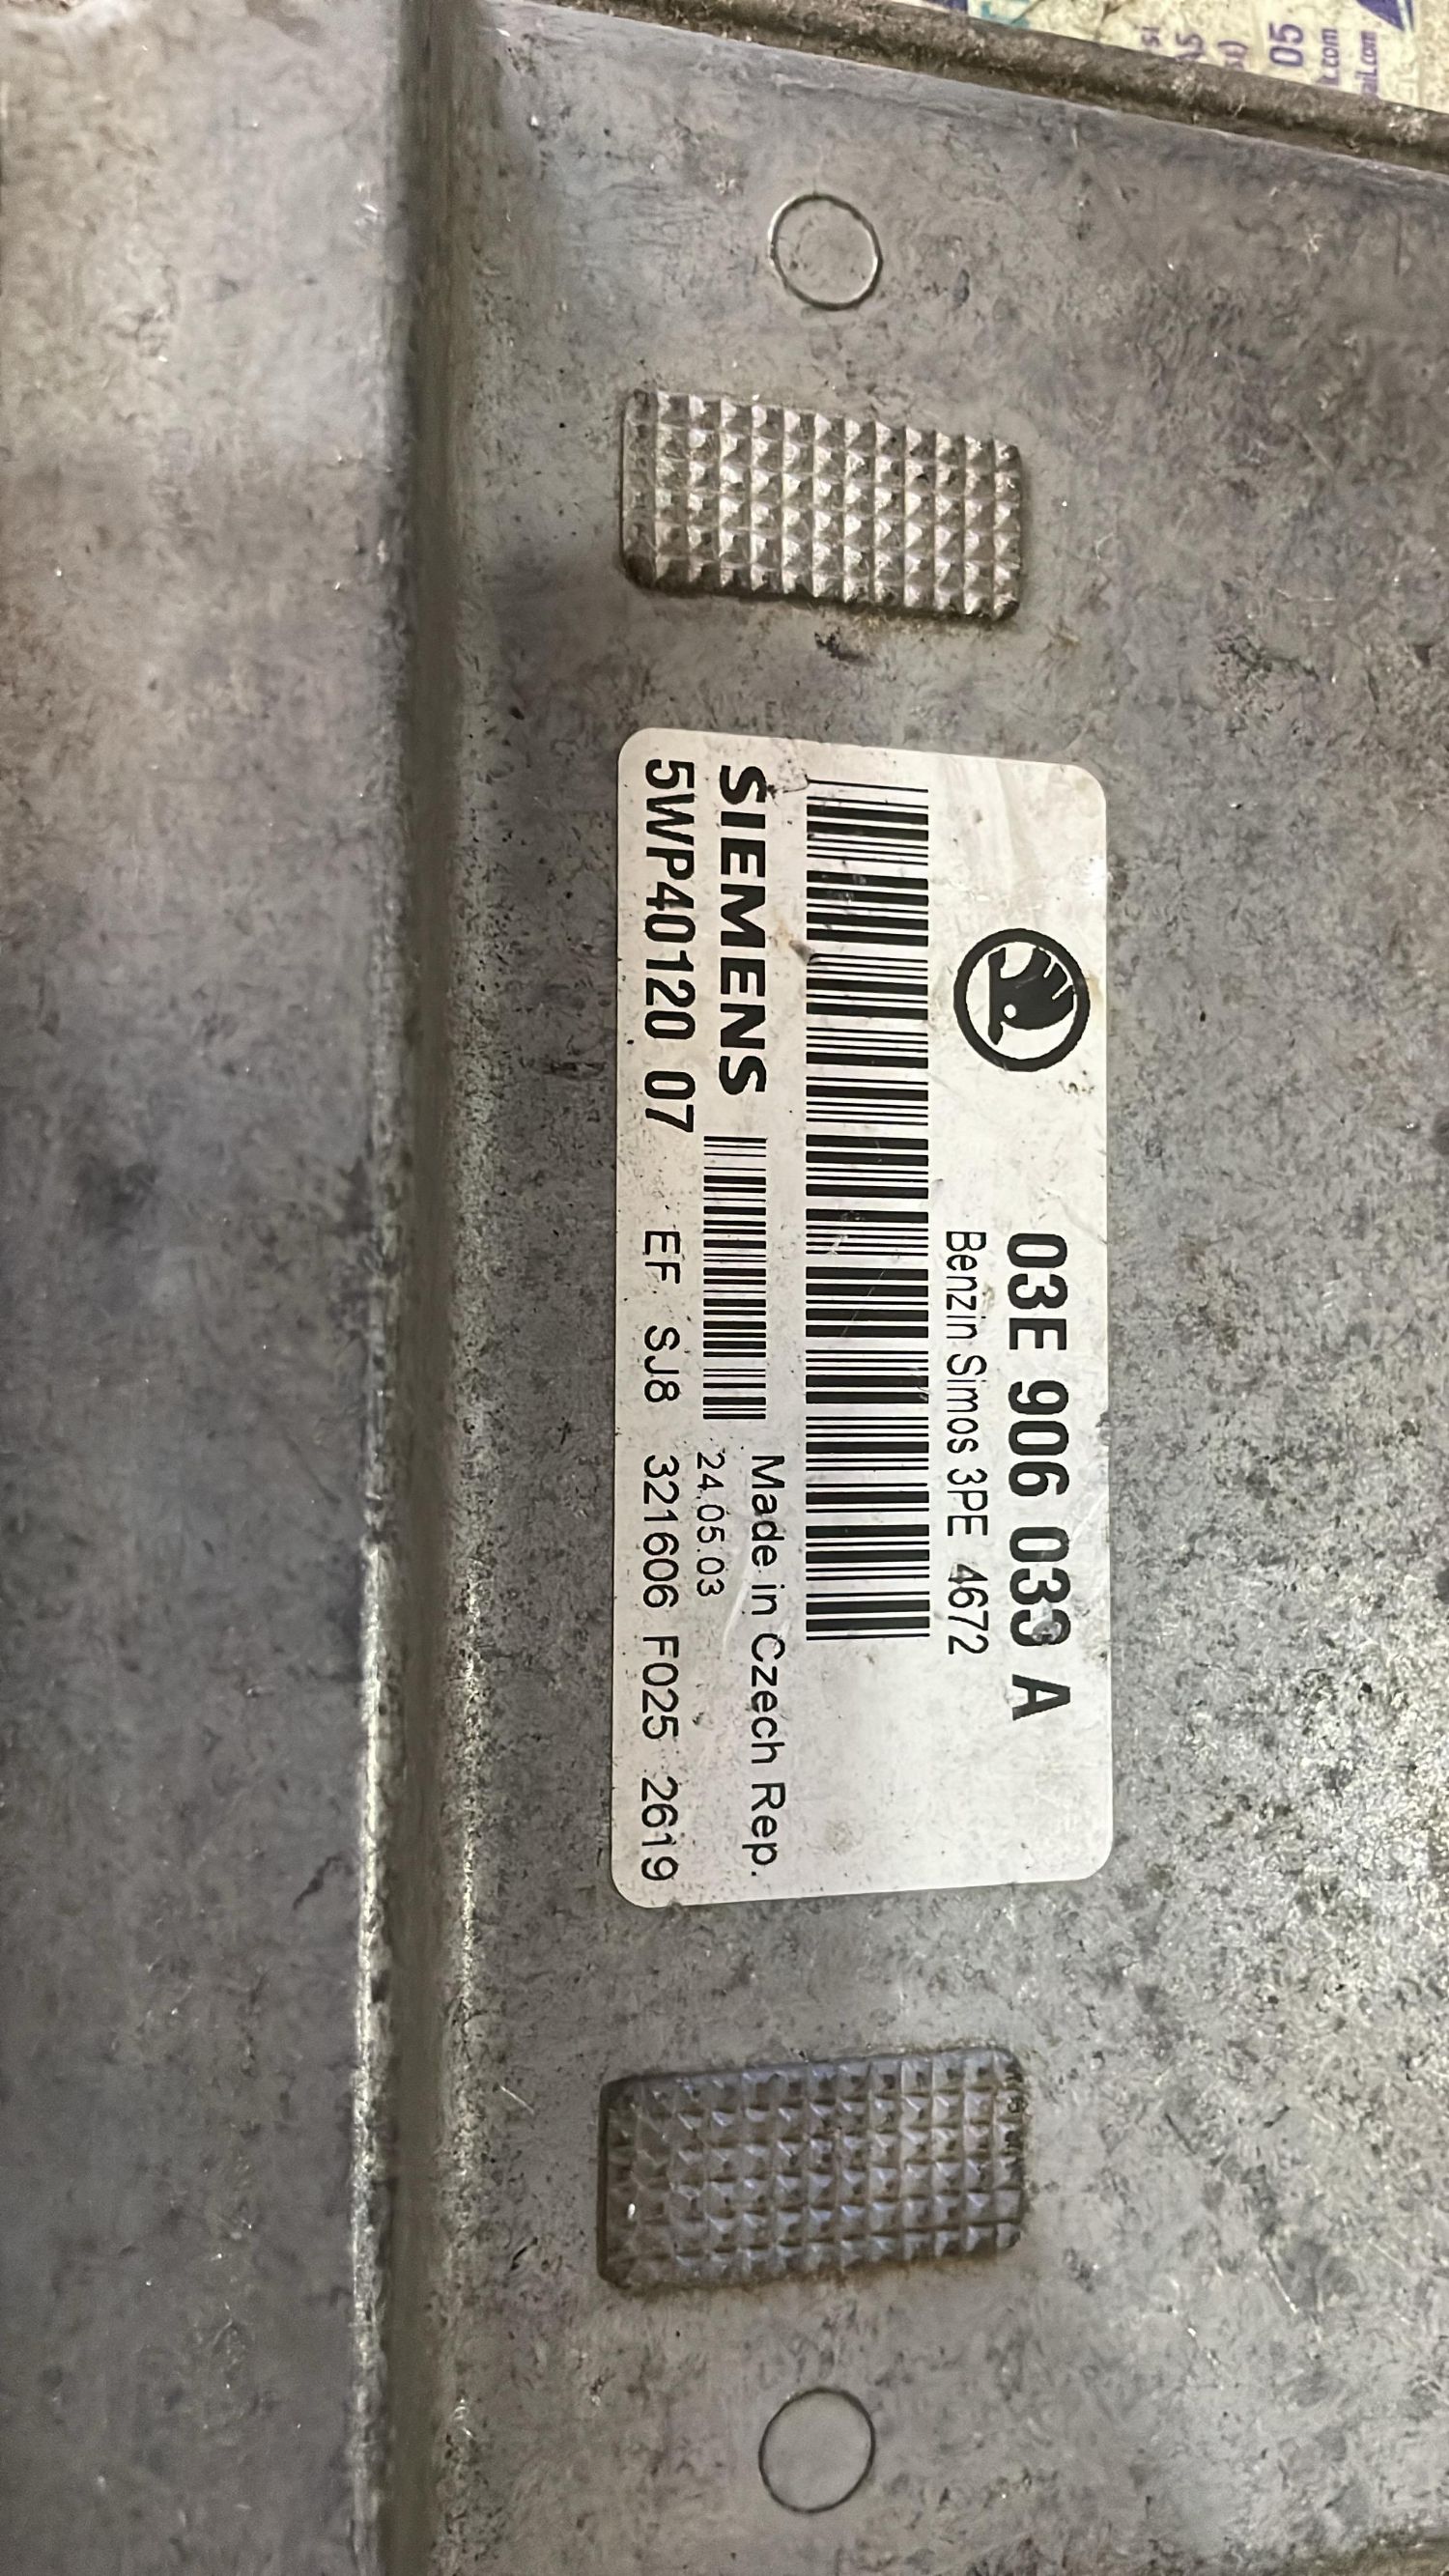 03E 906 033 A
Benzin Simos 3PE 4672
SIEMENS
Made in Czech Rep.
24.05.03
5WP40120 07 EF SJ8 321606 F025 2619
05